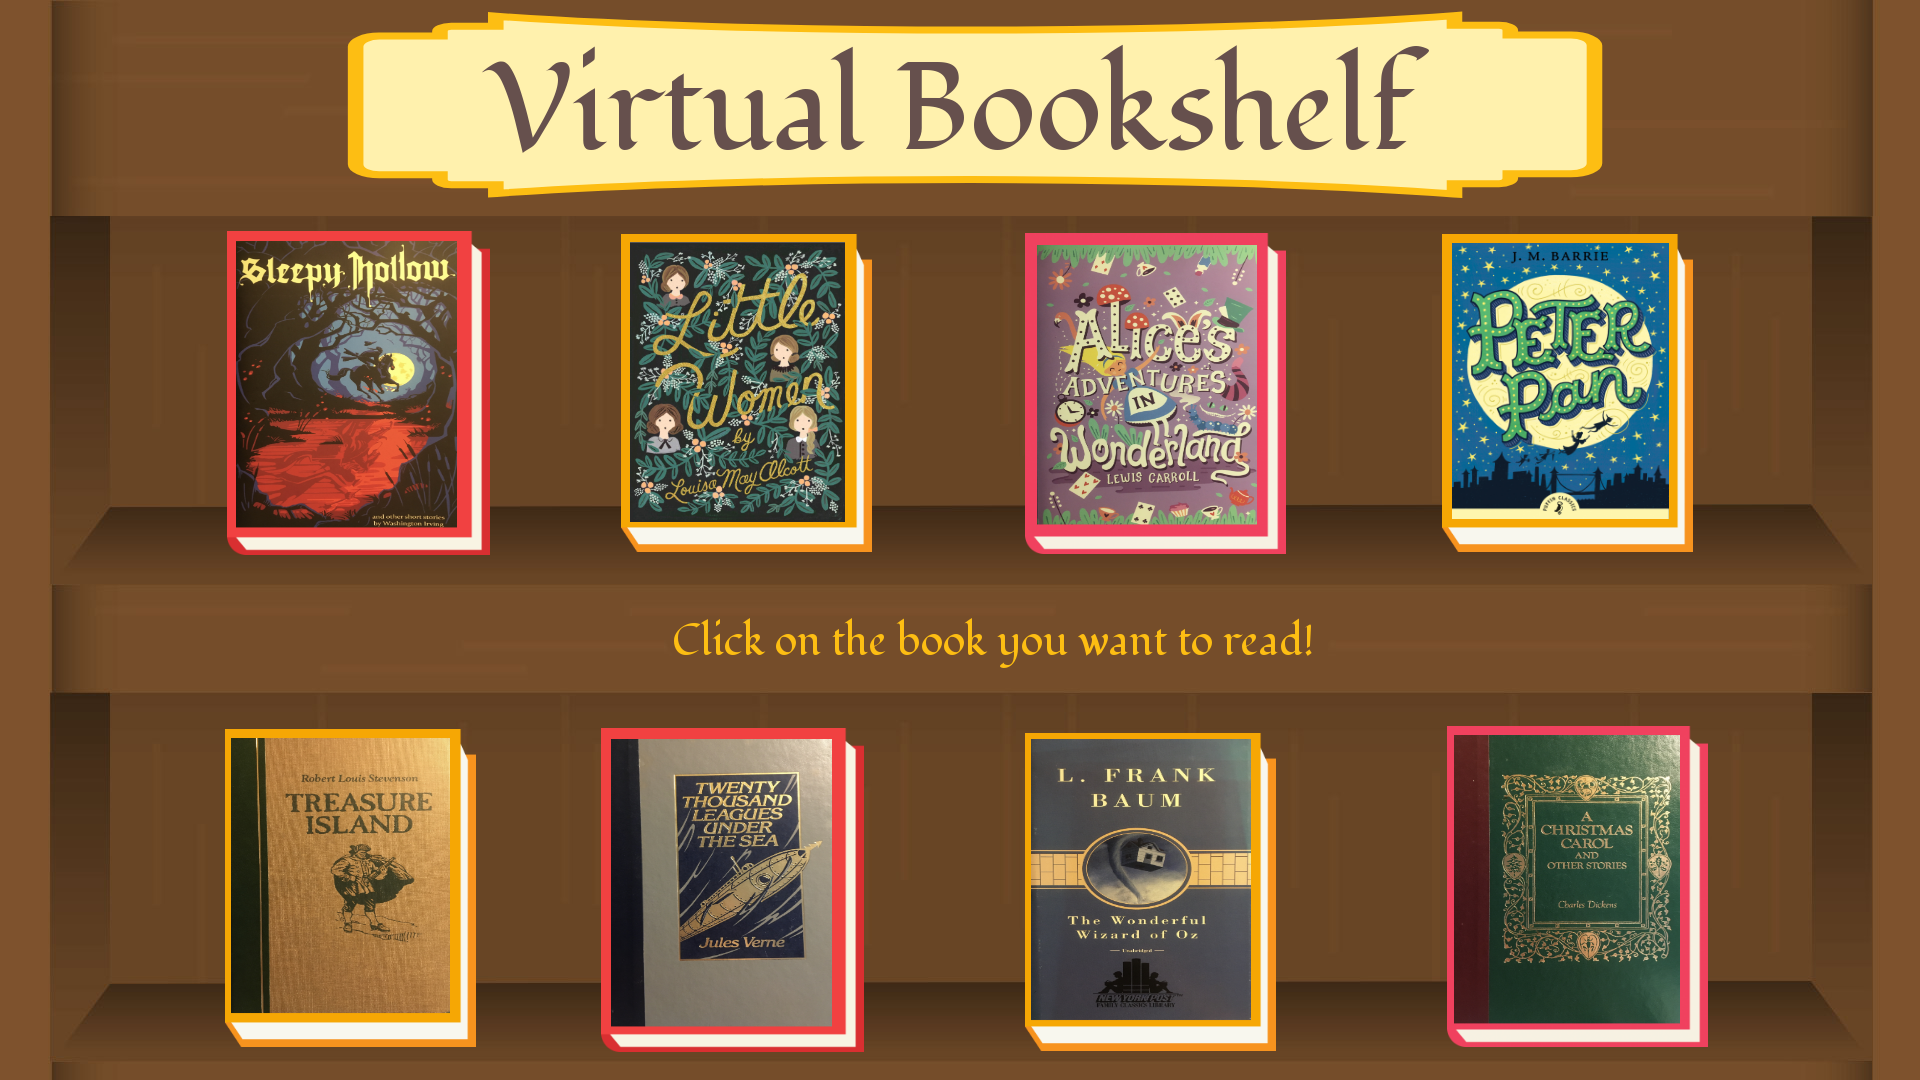 Virtual Bookshelf
Sleepy Hollow
and other short stories
by Washington Irving
Little
Women
by
Louisa May Alcott
Alice's
ADVENTURES
IN
Wonderland
LEWIS CARROLL
J. M. BARRIE
PETER
Pan
PUFFIN CLASSICS
Click on the book you want to read!
Robert Louis Stevenson
TREASURE
ISLAND
TWENTY
THOUSAND
LEAGUES
UNDER
THE SEA
Jules Verne
L. FRANK
BAUM
The Wonderful
Wizard of Oz
Unabridged
NEW YORK POST
FAMILY CLASSICS LIBRARY
A
CHRISTMAS
CAROL
AND
OTHER STORIES
Charles Dickens